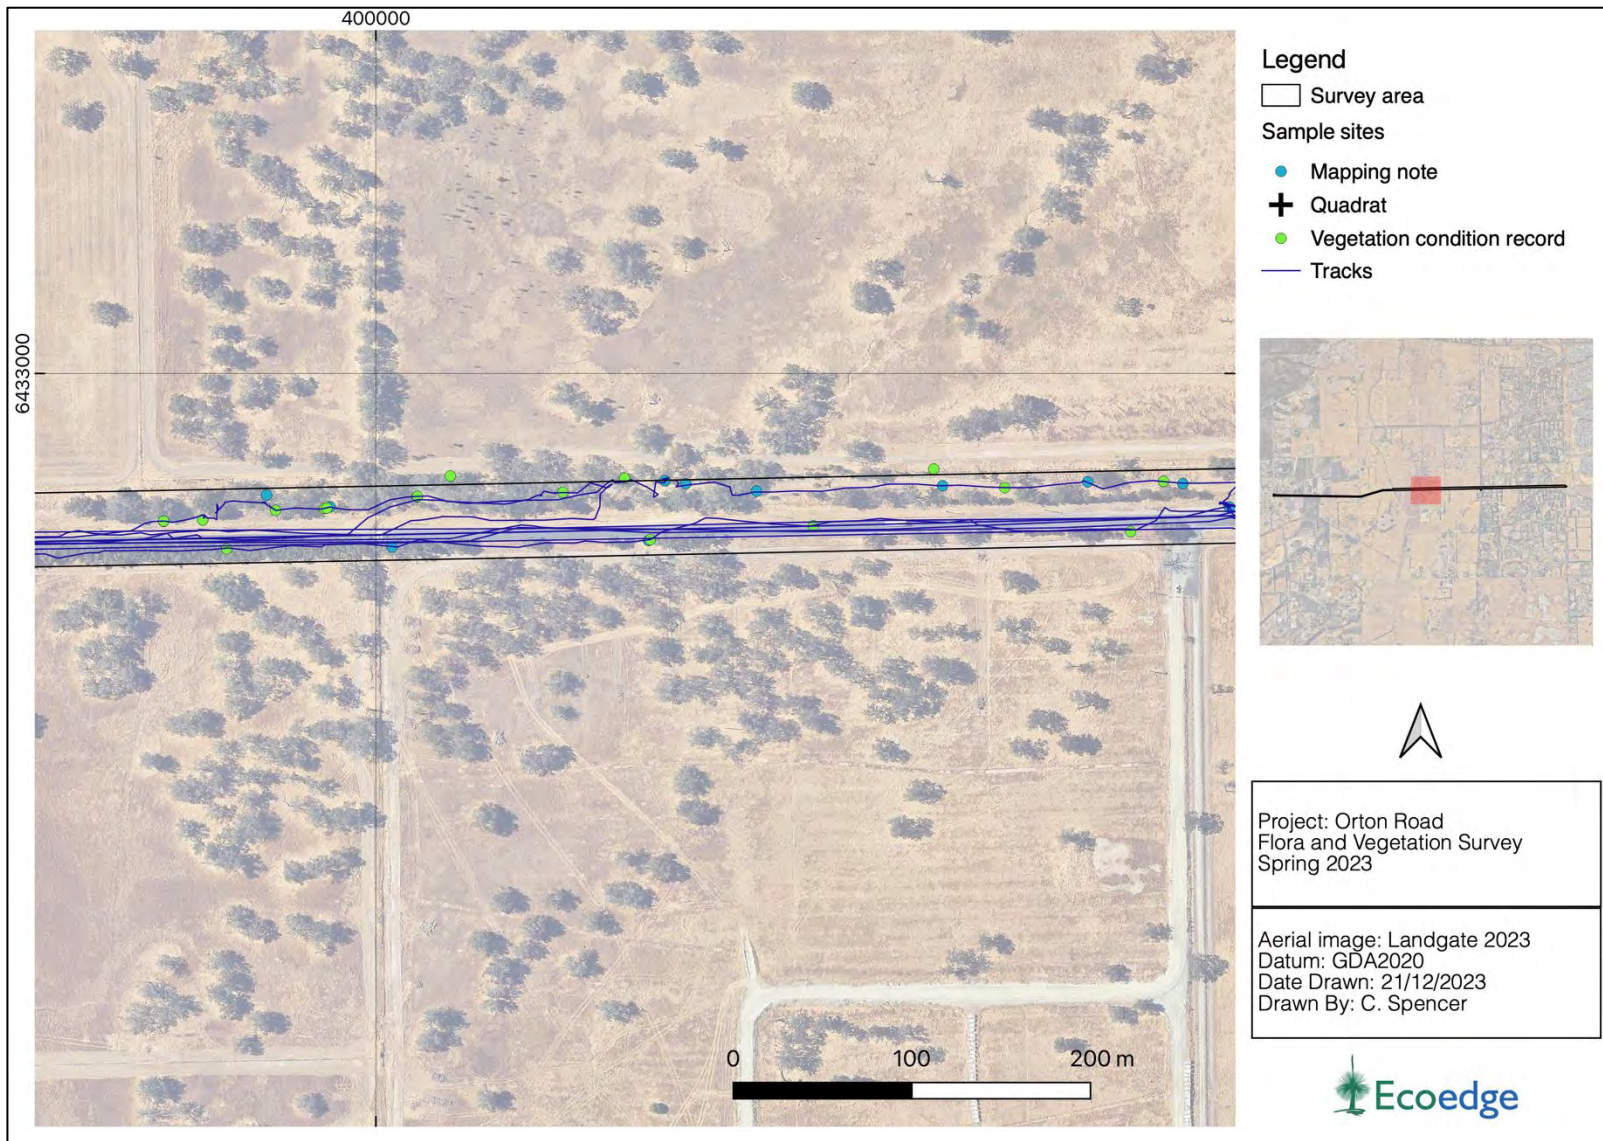 400000
6433000
Legend
Survey area
Sample sites
Mapping note
Quadrat
Vegetation condition record
Tracks
Project: Orton Road
Flora and Vegetation Survey
Spring 2023
Aerial image: Landgate 2023
Datum: GDA2020
Date Drawn: 21/12/2023
Drawn By: C. Spencer
0 100 200 m
Ecoedge